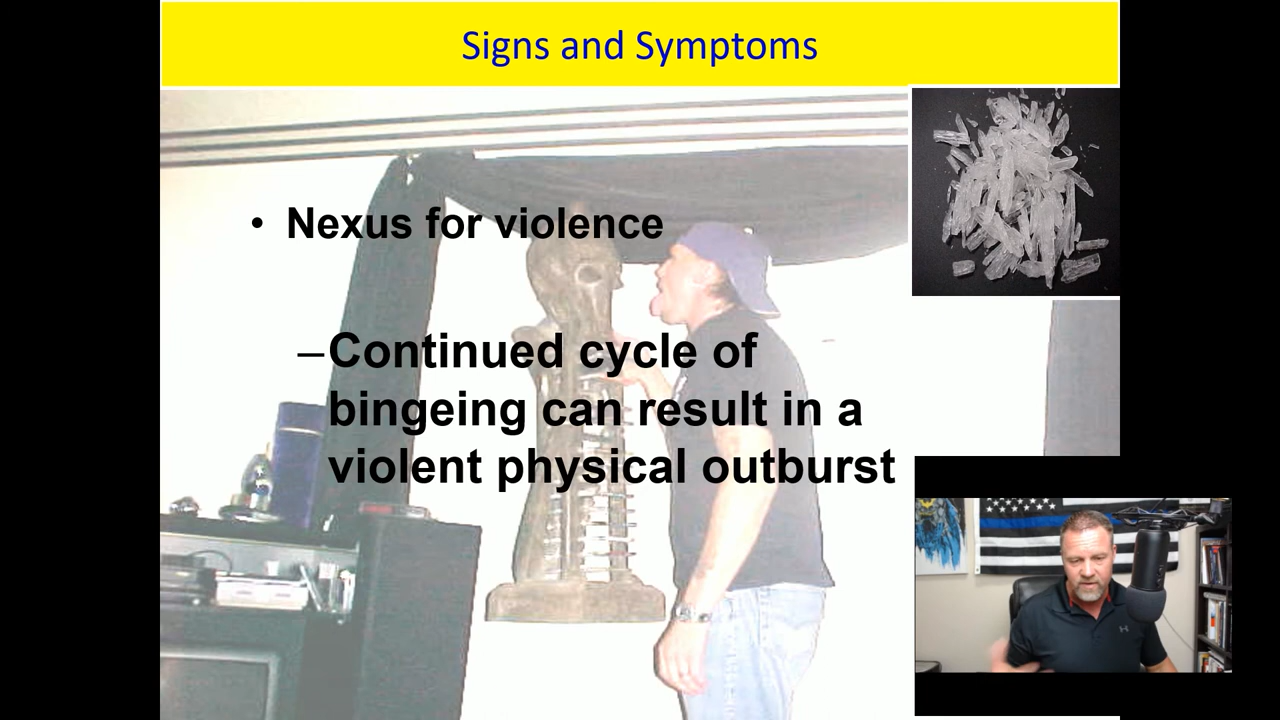 Signs and Symptoms
• Nexus for violence
–Continued cycle of
bingeing can result in a
violent physical outburst